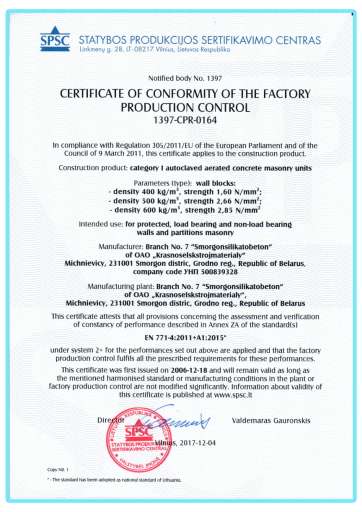 SPSC
STATYBOS PRODUKCIJOS SERTIFIKAVIMO CENTRAS
Linkmenų g. 28, LT-08217 Vilnius, Lietuvos Respublika
Notified body No. 1397
CERTIFICATE OF CONFORMITY OF THE FACTORY
PRODUCTION CONTROL
1397-CPR-0164
In compliance with Regulation 305/2011/EU of the European Parliament and of the
Council of 9 March 2011, this certificate applies to the construction product.
Construction product: category I autoclaved aerated concrete masonry units
Parameters (type): wall blocks:
- density 400 kg/m³, strength 1,60 N/mm²;
- density 500 kg/m³, strength 2,66 N/mm²;
- density 600 kg/m³, strength 2,85 N/mm²
Intended use: for protected, load bearing and non-load bearing
walls and partitions masonry
Manufacturer: Branch No. 7 "Smorgonsilikatobeton"
of OAO „Krasnoselskstrojmaterialy"
Michnievicy, 231001 Smorgon distric, Grodno reg., Republic of Belarus,
company code УНП 500839328
Manufacturing plant: Branch No. 7 "Smorgonsilikatobeton"
of OAO „Krasnoselskstrojmaterialy",
Michnievicy, 231001 Smorgon distric, Grodno reg., Republic of Belarus
This certificate attests that all provisions concerning the assessment and verification
of constancy of performance described in Annex ZA of the standard(s)
EN 771-4:2011+A1:2015*
under system 2+ for the performances set out above are applied and that the factory
production control fulfils all the prescribed requirements for these performances.
This certificate was first issued on 2006-12-18 and will remain valid as long as
the mentioned harmonised standard or manufacturing conditions in the plant or
factory production control are not modified significantly. Information about validity of
this certificate is published at www.spsc.lt
Director
Valdemaras Gauronskis
LIETUVOS RESPUBLIKA
SPSC
STATYBOS PRODUKCIJOS
SERTIFIKAVIMO CENTRAS
VALSTYBĖS ĮMONĖ
Vilnius, 2017-12-04
Copy No. 1
* - The standard has been adopted as national standard of Lithuania.